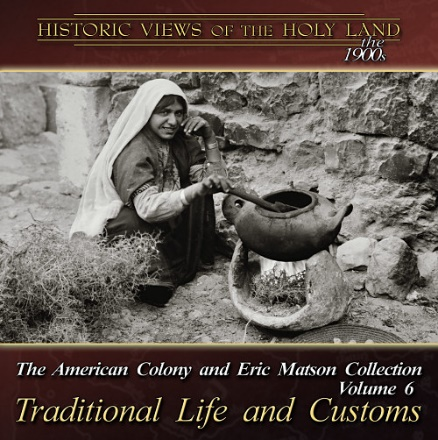 HISTORIC VIEWS OF THE HOLY LAND
the
1900s
The American Colony and Eric Matson Collection
Volume 6
Traditional Life and Customs